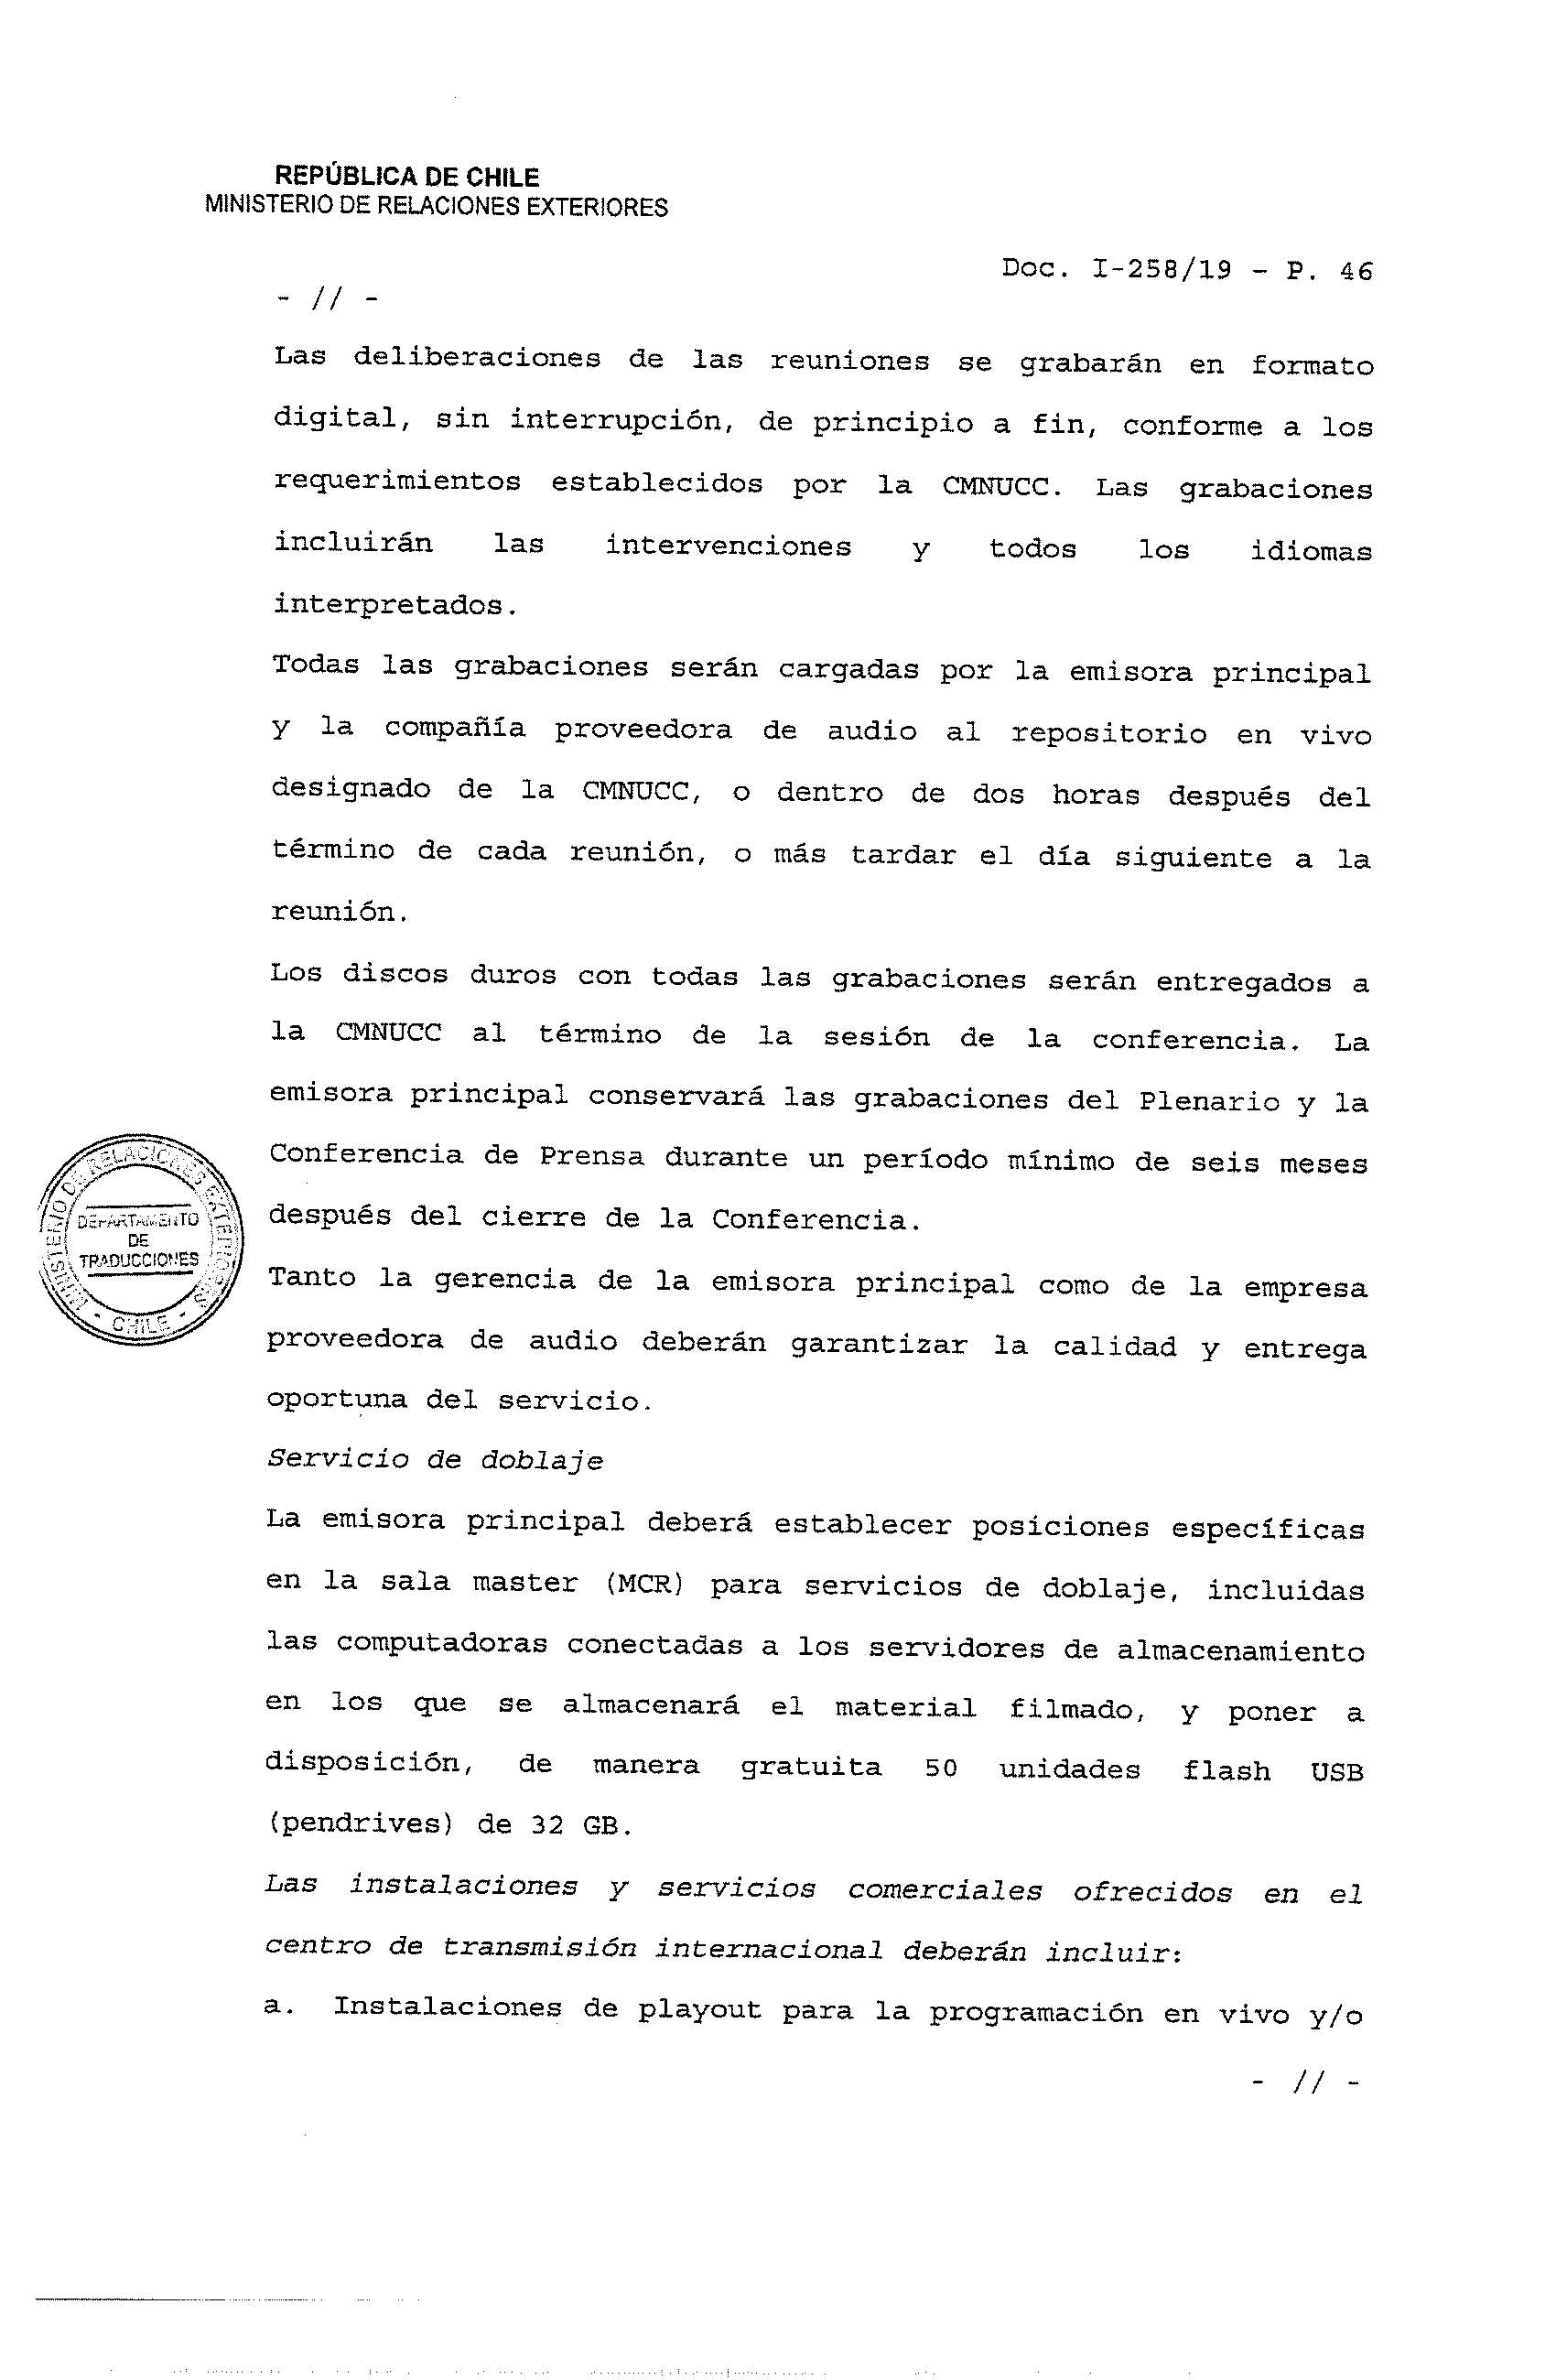 REPÚBLICA DE CHILE
MINISTERIO DE RELACIONES EXTERIORES
Doc. I-258/19 - P. 46
- // -
Las deliberaciones de las reuniones se grabarán en formato
digital, sin interrupción, de principio a fin, conforme a los
requerimientos establecidos por la CMNUCC. Las grabaciones
incluirán las intervenciones y todos los idiomas
interpretados.
Todas las grabaciones serán cargadas por la emisora principal
y la compañía proveedora de audio al repositorio en vivo
designado de la CMNUCC, o dentro de dos horas después del
término de cada reunión, o más tardar el día siguiente a la
reunión.
Los discos duros con todas las grabaciones serán entregados a
la CMNUCC al término de la sesión de la conferencia. La
emisora principal conservará las grabaciones del Plenario y la
Conferencia de Prensa durante un período mínimo de seis meses
después del cierre de la Conferencia.
Tanto la gerencia de la emisora principal como de la empresa
proveedora de audio deberán garantizar la calidad y entrega
oportuna del servicio.
Servicio de doblaje
La emisora principal deberá establecer posiciones específicas
en la sala master (MCR) para servicios de doblaje, incluidas
las computadoras conectadas a los servidores de almacenamiento
en los que se almacenará el material filmado, y poner a
disposición, de manera gratuita 50 unidades flash USB
(pendrives) de 32 GB.
Las instalaciones y servicios comerciales ofrecidos en el
centro de transmisión internacional deberán incluir:
a. Instalaciones de playout para la programación en vivo y/o
- // -
MINISTERIO DE RELACIONES EXTERIORES
DEPARTAMENTO
DE
TRADUCCIONES
- CHILE -